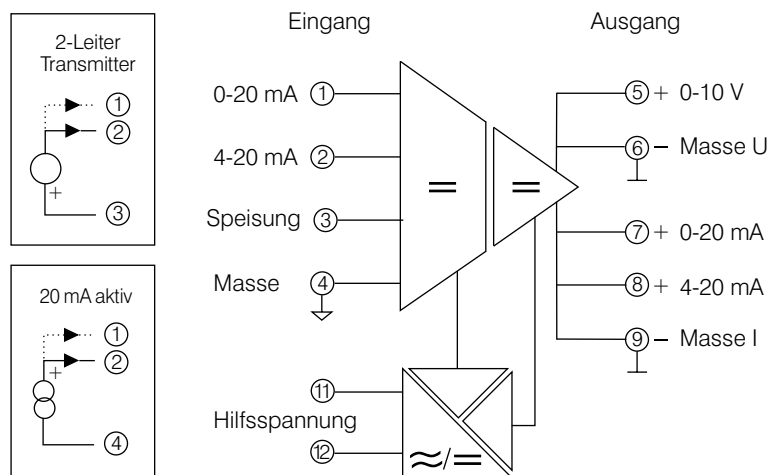 2-Leiter
Transmitter
1
2
+
3
20 mA aktiv
1
+
2
4
Eingang
Ausgang
0-20 mA 1
4-20 mA 2
Speisung 3
Masse 4
= =
5 + 0-10 V
6 − Masse U
7 + 0-20 mA
8 + 4-20 mA
9 − Masse I
11
Hilfsspannung
12
≈/=